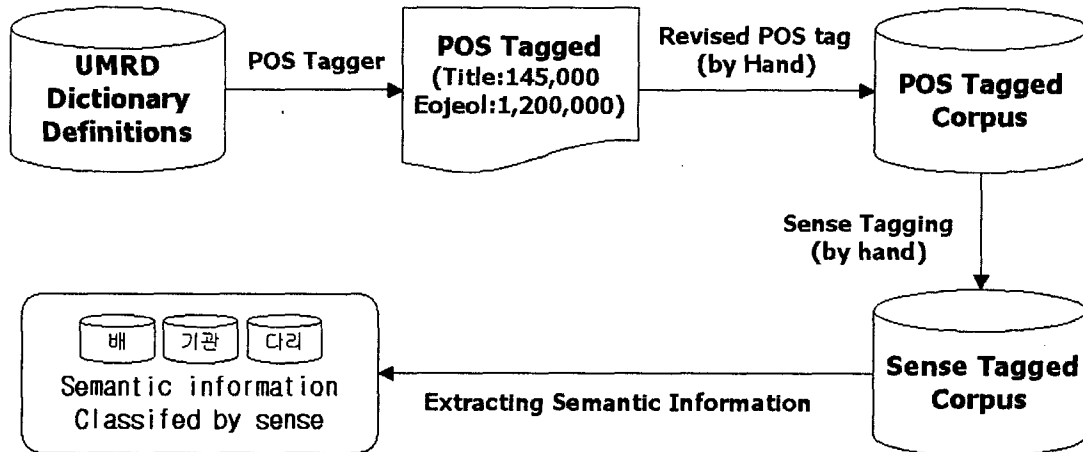 UMRD
Dictionary
Definitions
POS Tagger
POS Tagged
(Title:145,000
Eojeol:1,200,000)
Revised POS tag
(by Hand)
POS Tagged
Corpus
Sense Tagging
(by hand)
Sense Tagged
Corpus
Extracting Semantic Information
배 기관 다리
Semantic information
Classifed by sense